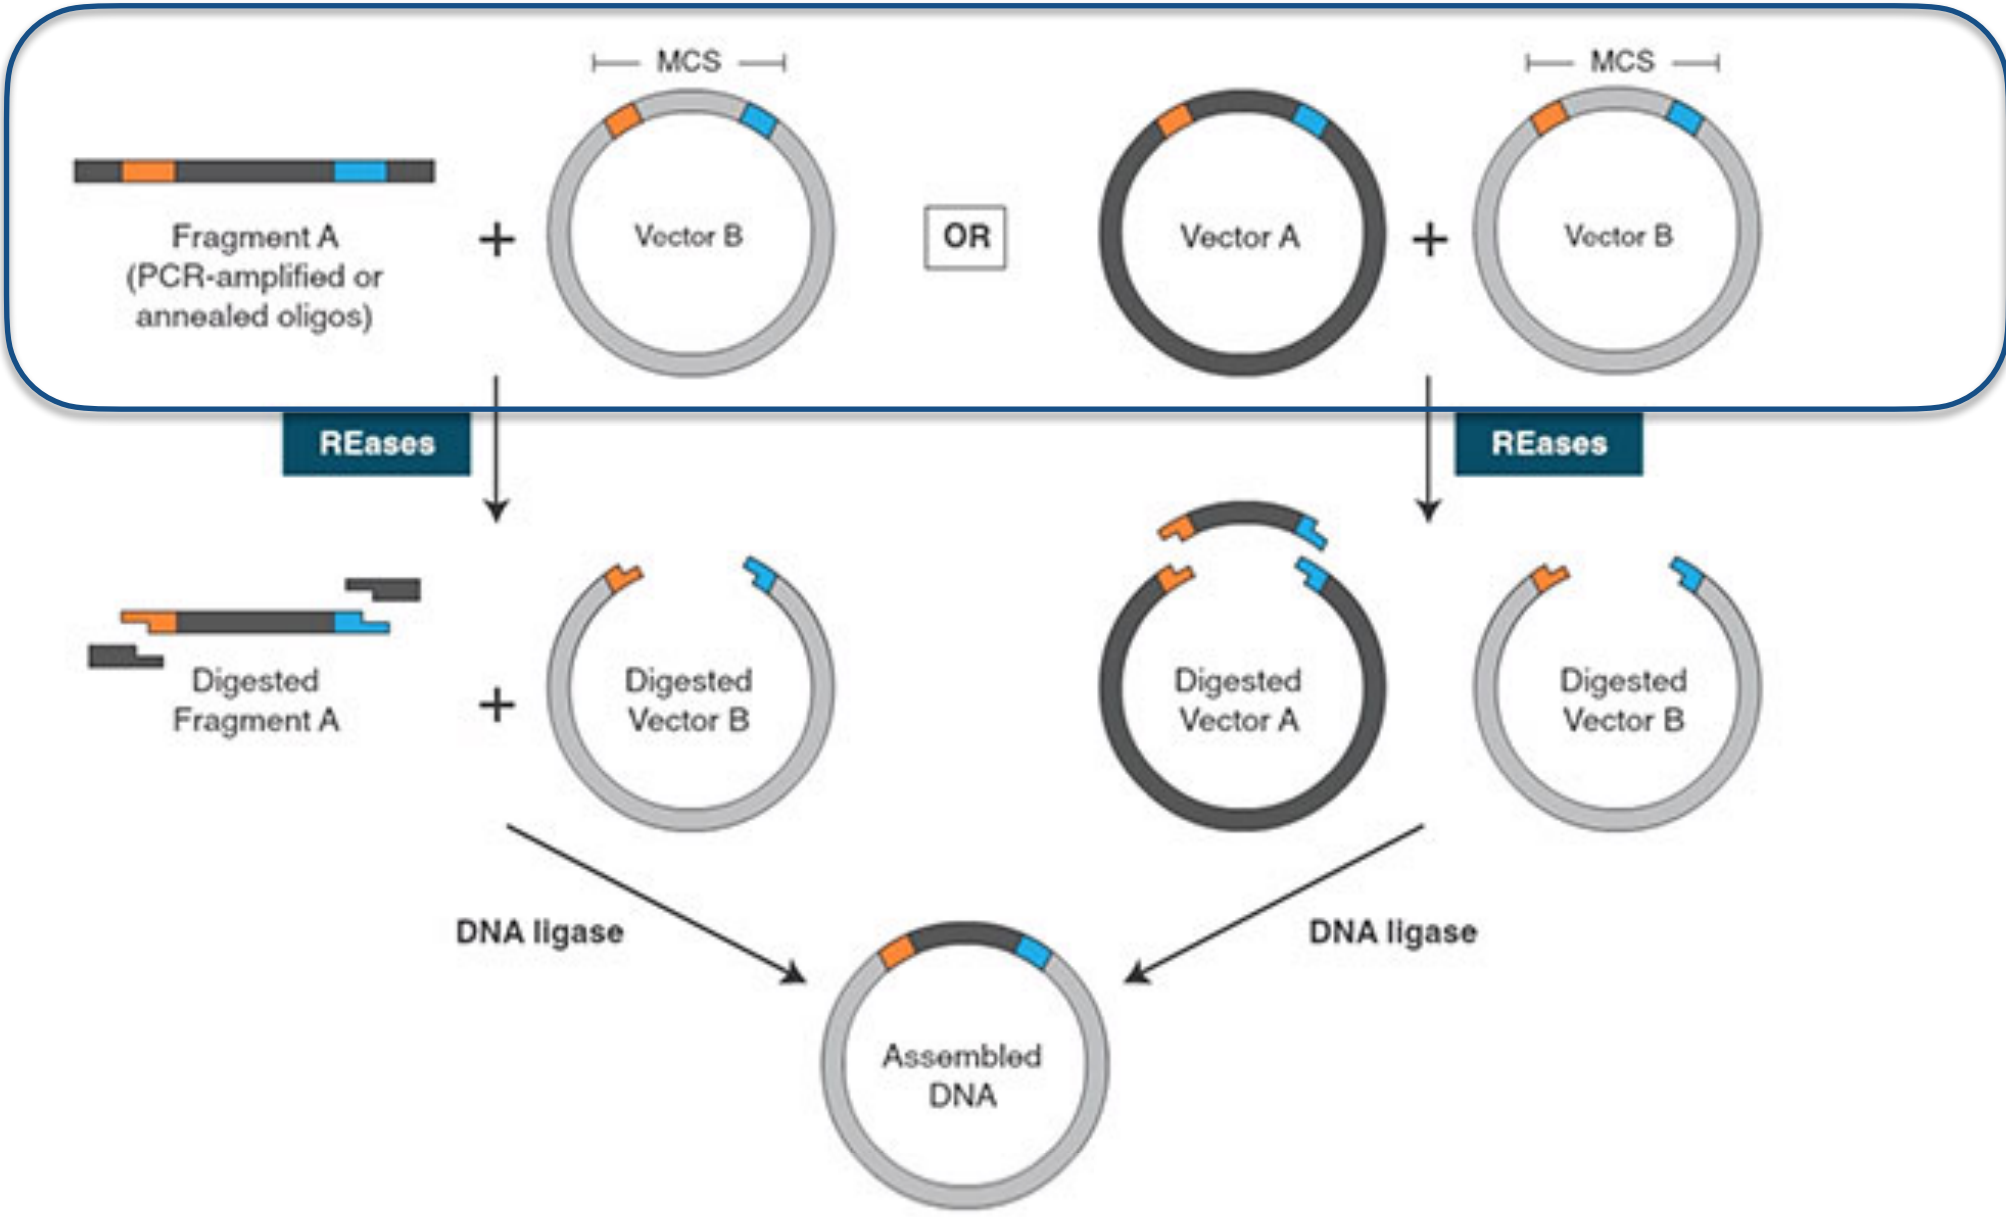 MCS
MCS
Fragment A
(PCR-amplified or
annealed oligos)
+
Vector B
OR
Vector A
+
Vector B
REases
REases
Digested
Fragment A
+
Digested
Vector B
Digested
Vector A
Digested
Vector B
DNA ligase
DNA ligase
Assembled
DNA